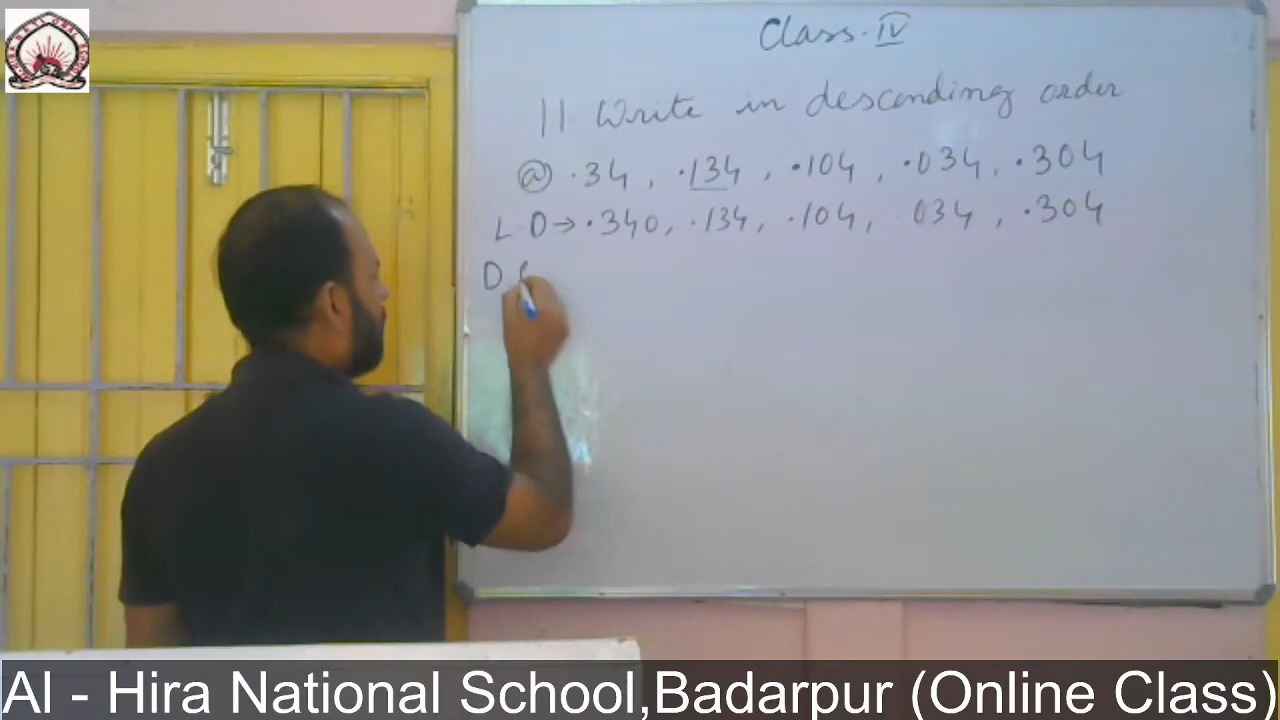 Class. IV
11. Write in descending order
(a) .34, .134, .104, .034, .304
L D → .340, .134, .104, 034, .304
D
Al - Hira National School,Badarpur (Online Class)